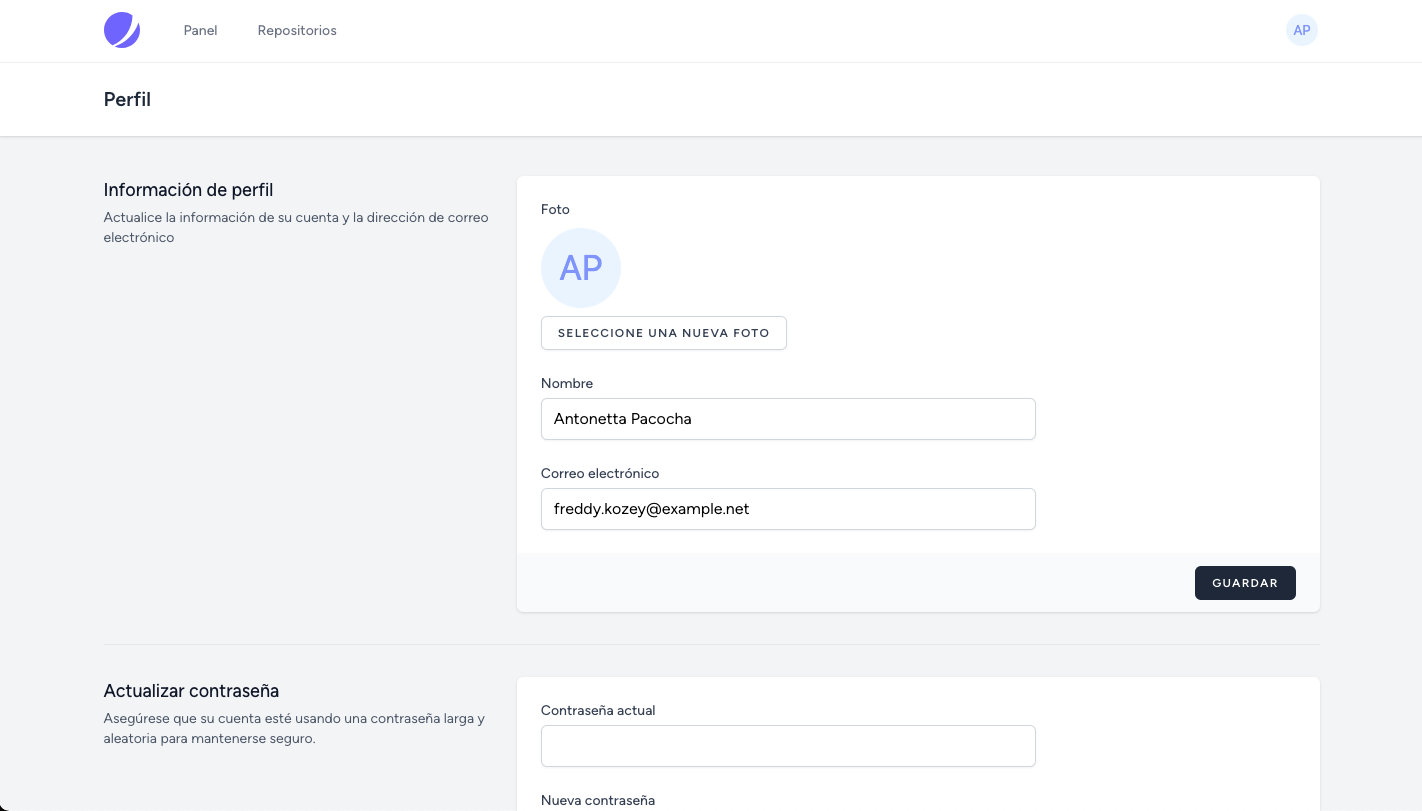 Panel
Repositorios
AP
Perfil
Información de perfil
Actualice la información de su cuenta y la dirección de correo
electrónico
Foto
AP
SELECCIONE UNA NUEVA FOTO
Nombre
Antonetta Pacocha
Correo electrónico
freddy.kozey@example.net
GUARDAR
Actualizar contraseña
Asegúrese que su cuenta esté usando una contraseña larga y
aleatoria para mantenerse seguro.
Contraseña actual
Nueva contraseña